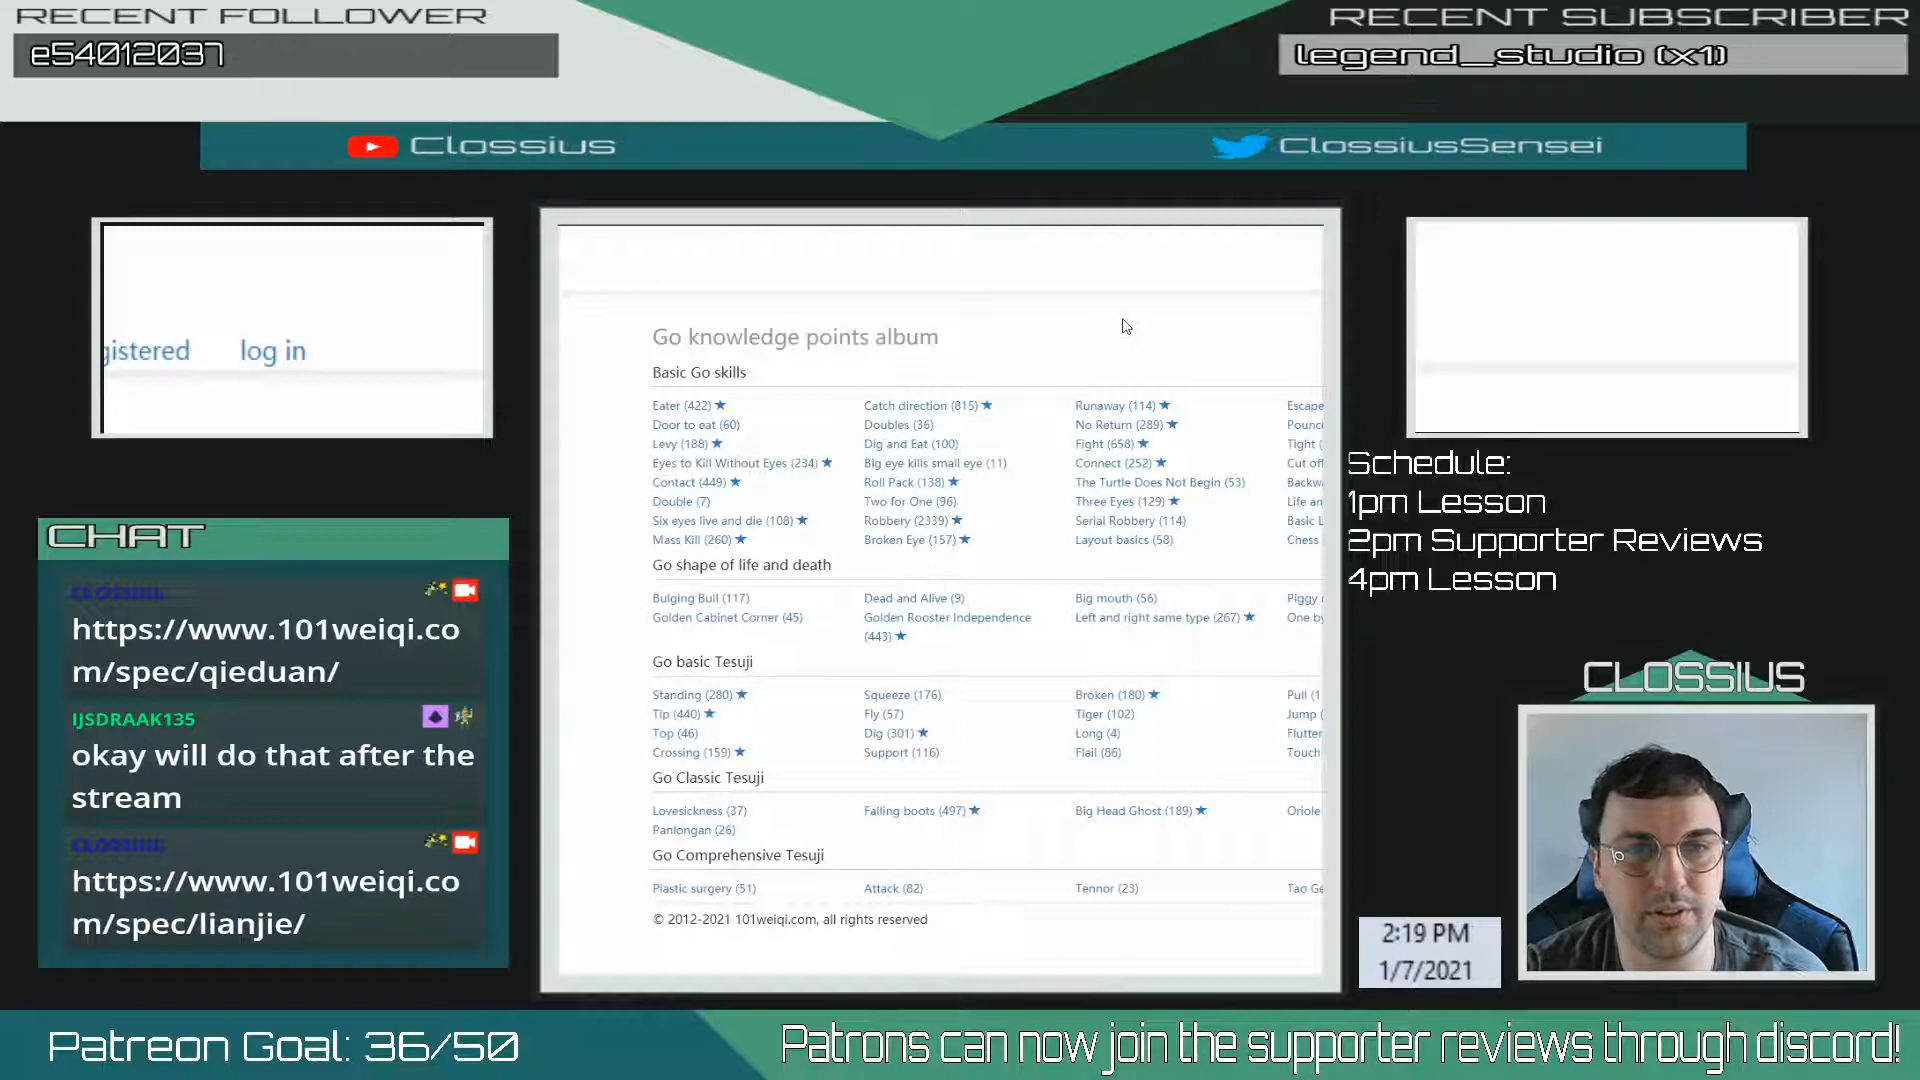 RECENT FOLLOWER
e54012037
RECENT SUBSCRIBER
legend_studio (x1)
Clossius
ClossiusSensei
gistered log in
Go knowledge points album
Basic Go skills
Eater (422) ★ Catch direction (815) ★ Runaway (114) ★ Escape
Door to eat (60) Doubles (36) No Return (289) ★ Pounc
Levy (188) ★ Dig and Eat (100) Fight (658) ★ Tight
Eyes to Kill Without Eyes (234) ★ Big eye kills small eye (11) Connect (252) ★ Cut off
Contact (449) ★ Roll Pack (138) ★ The Turtle Does Not Begin (53) Backw
Double (7) Two for One (96) Three Eyes (129) ★ Life an
Six eyes live and die (108) ★ Robbery (2339) ★ Serial Robbery (114) Basic L
Mass Kill (260) ★ Broken Eye (157) ★ Layout basics (58) Chess
Go shape of life and death
Bulging Bull (117) Dead and Alive (9) Big mouth (56) Piggy
Golden Cabinet Corner (45) Golden Rooster Independence Left and right same type (267) ★ One by
(443) ★
Go basic Tesuji
Standing (280) ★ Squeeze (176) Broken (180) ★ Pull (1
Tip (440) ★ Fly (57) Tiger (102) Jump (
Top (46) Dig (301) ★ Long (4) Flutter
Crossing (159) ★ Support (116) Flail (86) Touch
Go Classic Tesuji
Lovesickness (37) Falling boots (497) ★ Big Head Ghost (189) ★ Oriole
Panlongan (26)
Go Comprehensive Tesuji
Plastic surgery (51) Attack (82) Tennor (23) Tao Ge
© 2012-2021 101weiqi.com, all rights reserved
Schedule:
1pm Lesson
2pm Supporter Reviews
4pm Lesson
CHAT
https://www.101weiqi.co
m/spec/qieduan/
IJSDRAAK135
okay will do that after the
stream
https://www.101weiqi.co
m/spec/lianjie/
CLOSSIUS
2:19 PM
1/7/2021
Patreon Goal: 36/50
Patrons can now join the supporter reviews through discord!